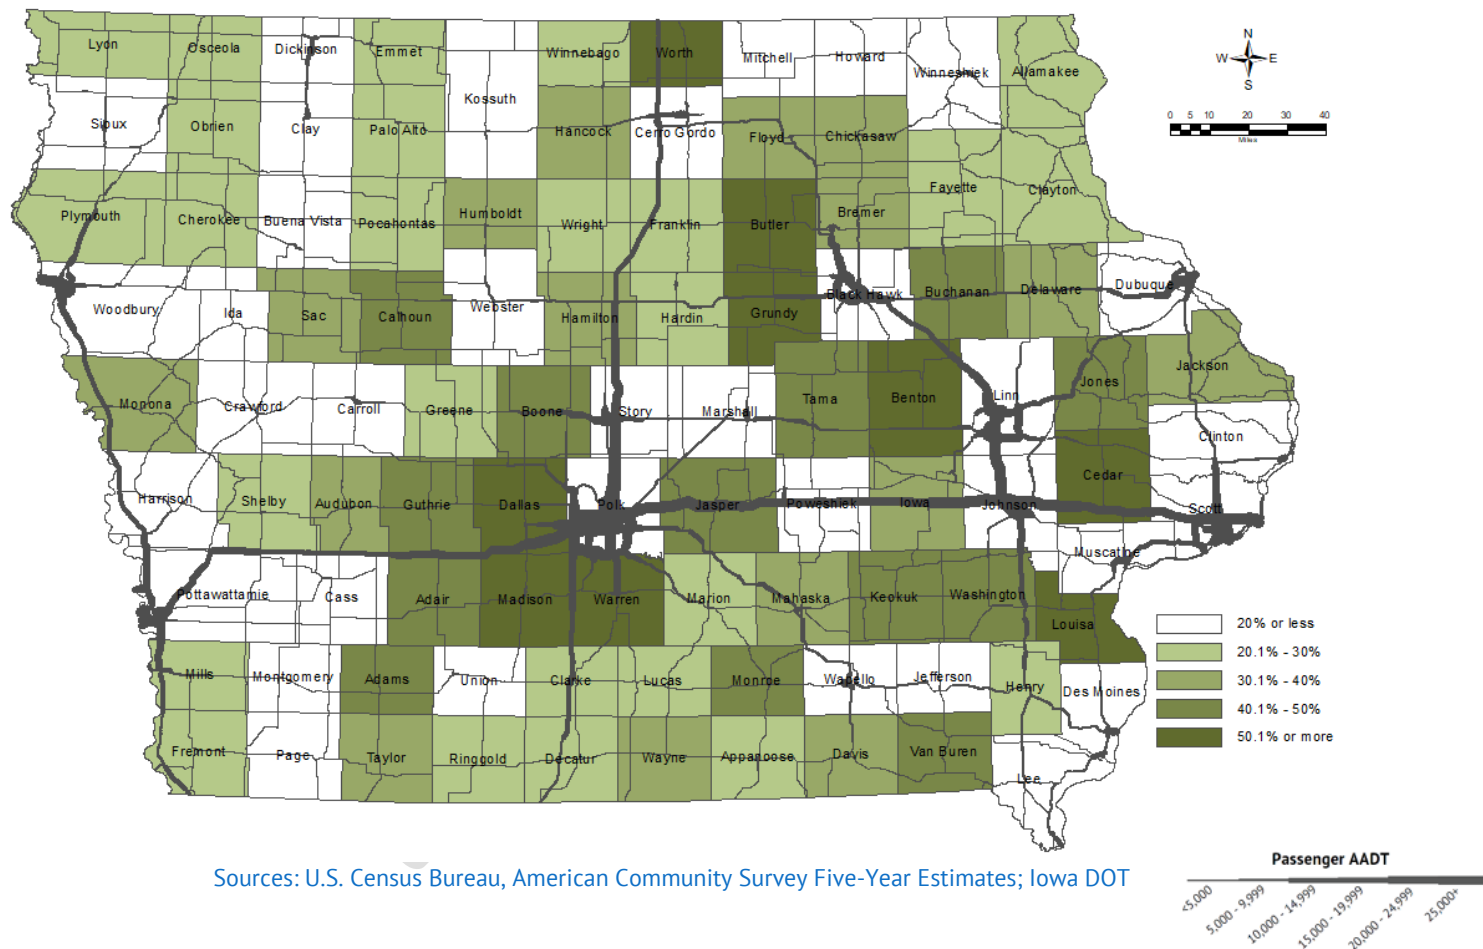 Lyon
Osceola
Dickinson
Emmet
Winnebago
Worth
Mitchell
Howard
Winneshiek
Allamakee
N
W
E
S
Kossuth
Sioux
Obrien
Clay
Palo Alto
Hancock
Cerro Gordo
Floyd
Chickasaw
0 5 10 20 30 40
Miles
Plymouth
Cherokee
Buena Vista
Pocahontas
Humboldt
Wright
Franklin
Butler
Bremer
Fayette
Clayton
Woodbury
Ida
Sac
Calhoun
Webster
Hamilton
Hardin
Grundy
Black Hawk
Buchanan
Delaware
Dubuque
Monona
Crawford
Carroll
Greene
Boone
Story
Marshall
Tama
Benton
Linn
Jones
Jackson
Clinton
Harrison
Shelby
Audubon
Guthrie
Dallas
Polk
Jasper
Poweshiek
Iowa
Johnson
Cedar
Scott
Muscatine
Pottawattamie
Cass
Adair
Madison
Warren
Marion
Mahaska
Keokuk
Washington
Louisa
20% or less
20.1% - 30%
30.1% - 40%
40.1% - 50%
50.1% or more
Mills
Montgomery
Adams
Union
Clarke
Lucas
Monroe
Wapello
Jefferson
Henry
Des Moines
Fremont
Page
Taylor
Ringgold
Decatur
Wayne
Appanoose
Davis
Van Buren
Lee
Sources: U.S. Census Bureau, American Community Survey Five-Year Estimates; Iowa DOT
Passenger AADT
<5,000
5,000 - 9,999
10,000 - 14,999
15,000 - 19,999
20,000 - 24,999
25,000+